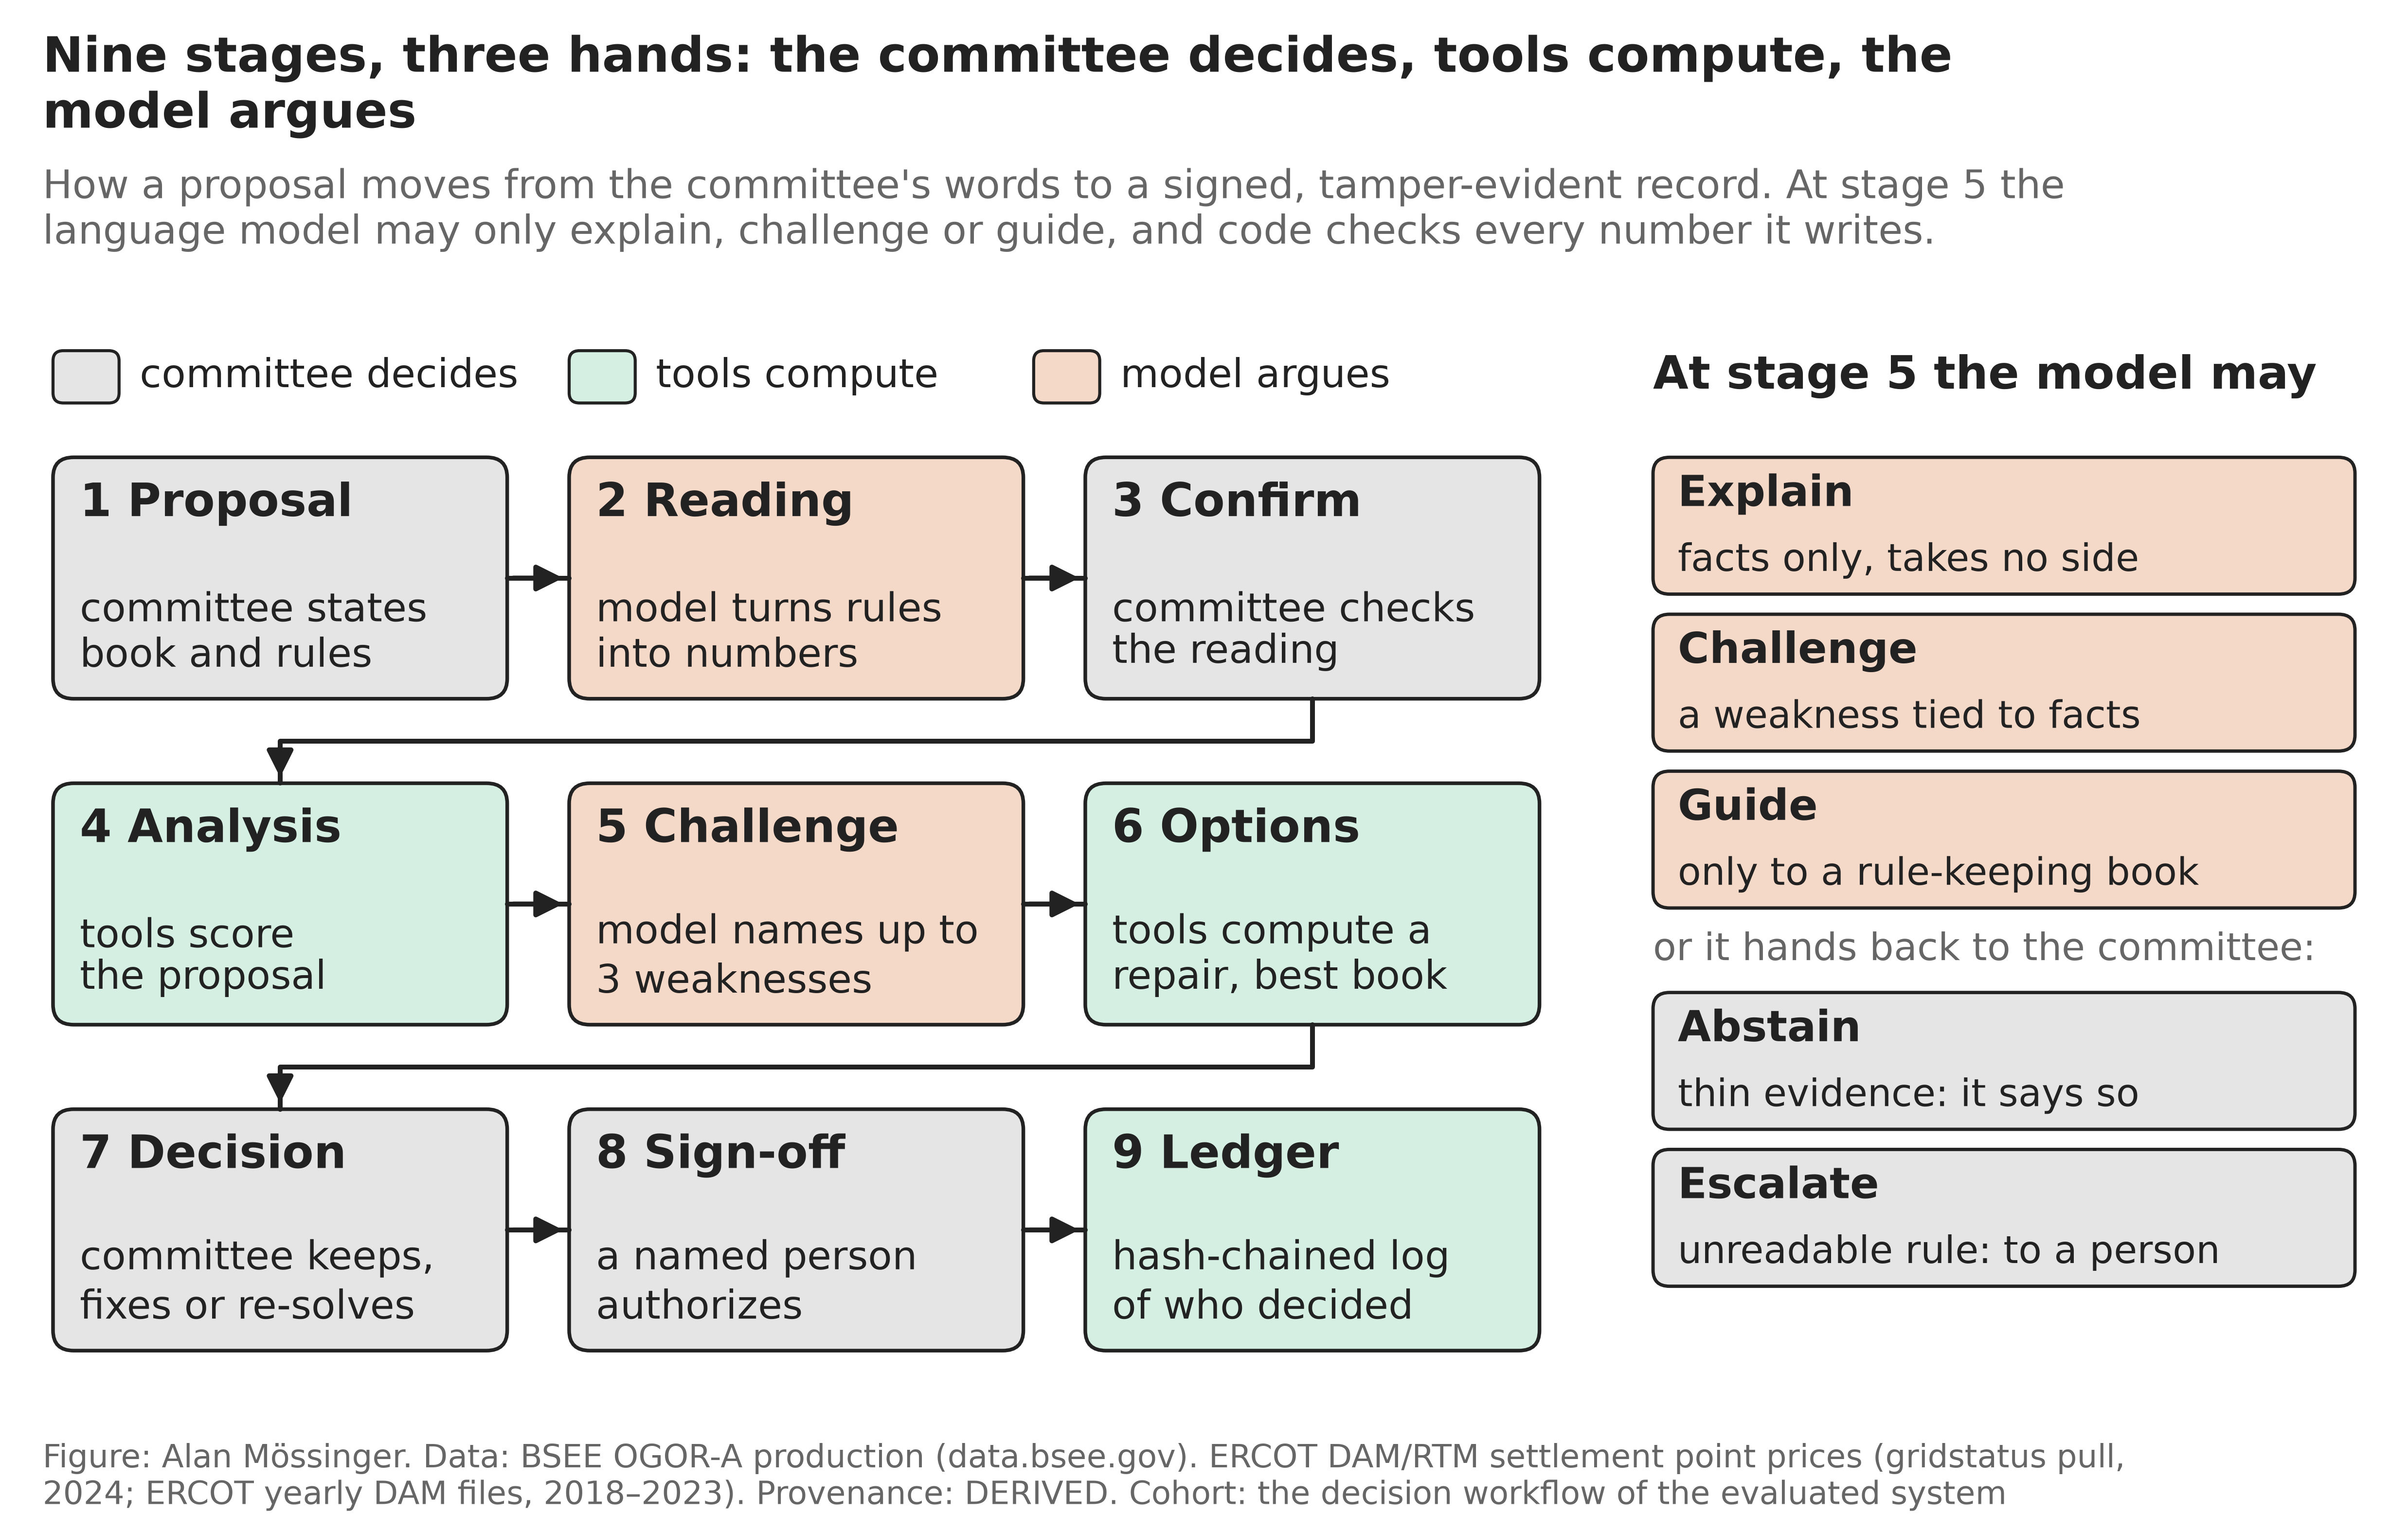 Nine stages, three hands: the committee decides, tools compute, the
model argues
How a proposal moves from the committee's words to a signed, tamper-evident record. At stage 5 the
language model may only explain, challenge or guide, and code checks every number it writes.
committee decides
tools compute
model argues
1 Proposal
committee states
book and rules
2 Reading
model turns rules
into numbers
3 Confirm
committee checks
the reading
4 Analysis
tools score
the proposal
5 Challenge
model names up to
3 weaknesses
6 Options
tools compute a
repair, best book
7 Decision
committee keeps,
fixes or re-solves
8 Sign-off
a named person
authorizes
9 Ledger
hash-chained log
of who decided
At stage 5 the model may
Explain
facts only, takes no side
Challenge
a weakness tied to facts
Guide
only to a rule-keeping book
or it hands back to the committee:
Abstain
thin evidence: it says so
Escalate
unreadable rule: to a person
Figure: Alan Mössinger. Data: BSEE OGOR-A production (data.bsee.gov). ERCOT DAM/RTM settlement point prices (gridstatus pull,
2024; ERCOT yearly DAM files, 2018–2023). Provenance: DERIVED. Cohort: the decision workflow of the evaluated system